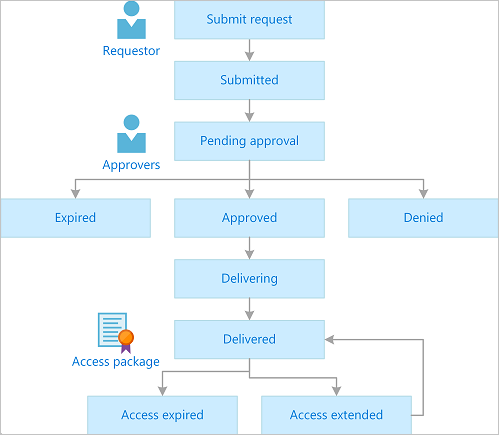 Submit request
Requestor
Submitted
Pending approval
Approvers
Expired
Approved
Denied
Delivering
Delivered
Access package
Access expired
Access extended